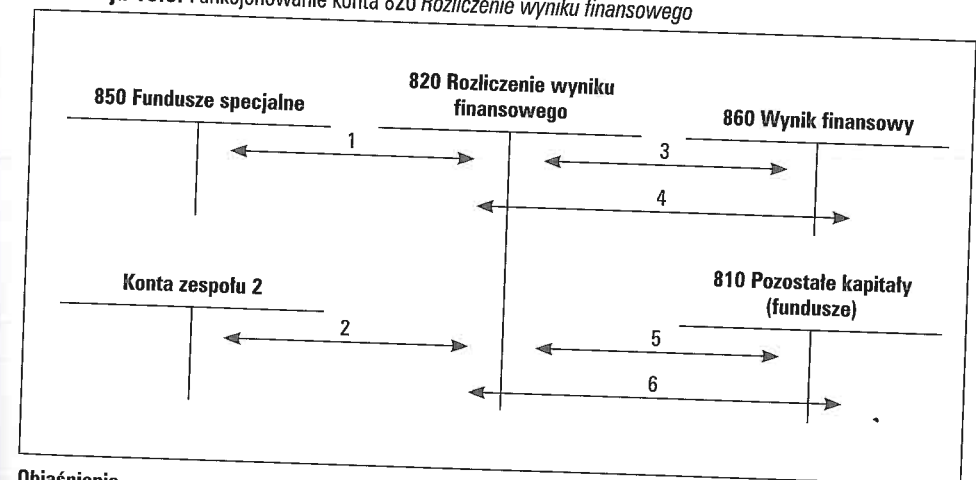 Funkcjonowanie konta 820 Rozliczenie wyniku finansowego
850 Fundusze specjalne
820 Rozliczenie wyniku
finansowego
860 Wynik finansowy
1
3
4
Konta zespołu 2
810 Pozostałe kapitały
(fundusze)
2
5
6
Objaśnienia